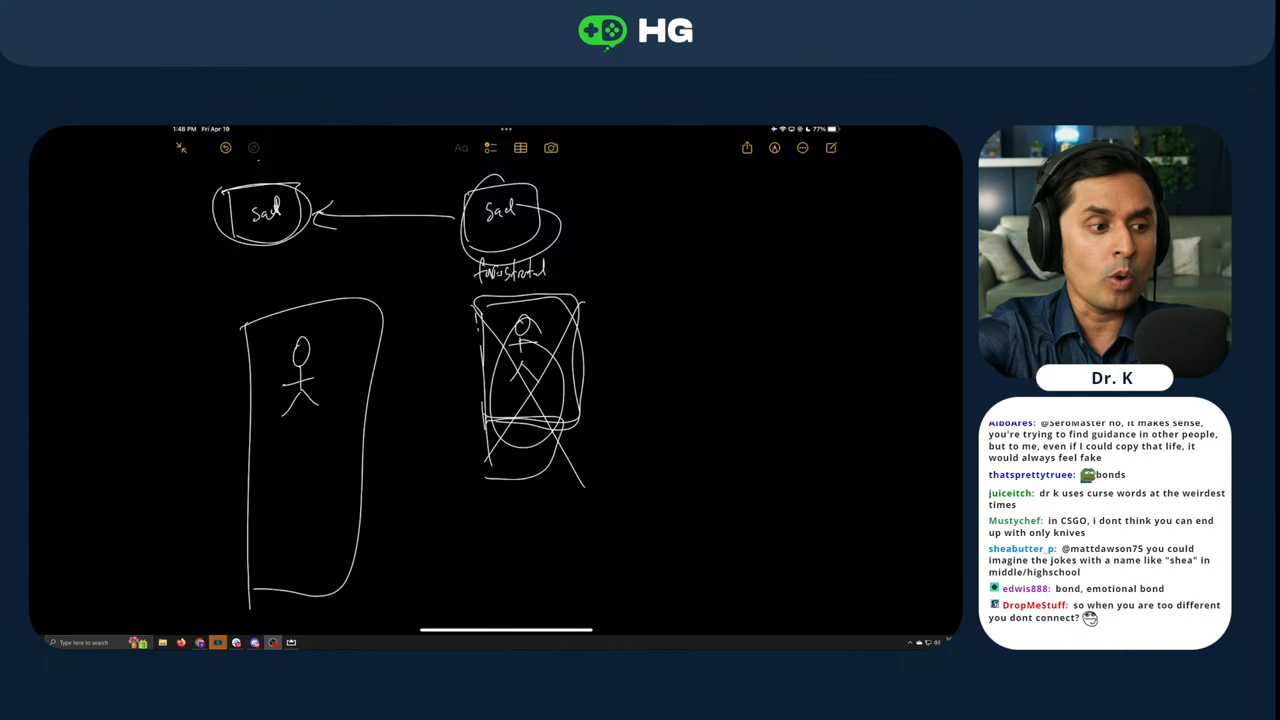 HG
1:48 PM Fri Apr 19
77%
Aa
sad
sad
Dr. K
AlboAres: @SeroMaster no, it makes sense,
you're trying to find guidance in other people,
but to me, even if I could copy that life, it
would always feel fake
thatsprettytruee: bonds
juiceitch: dr k uses curse words at the weirdest
times
Mustychef: in CSGO, i dont think you can end
up with only knives
sheabutter_p: @mattdawson75 you could
imagine the jokes with a name like "shea" in
middle/highschool
edwis888: bond, emotional bond
DropMeStuff: so when you are too different
you dont connect?
Type here to search